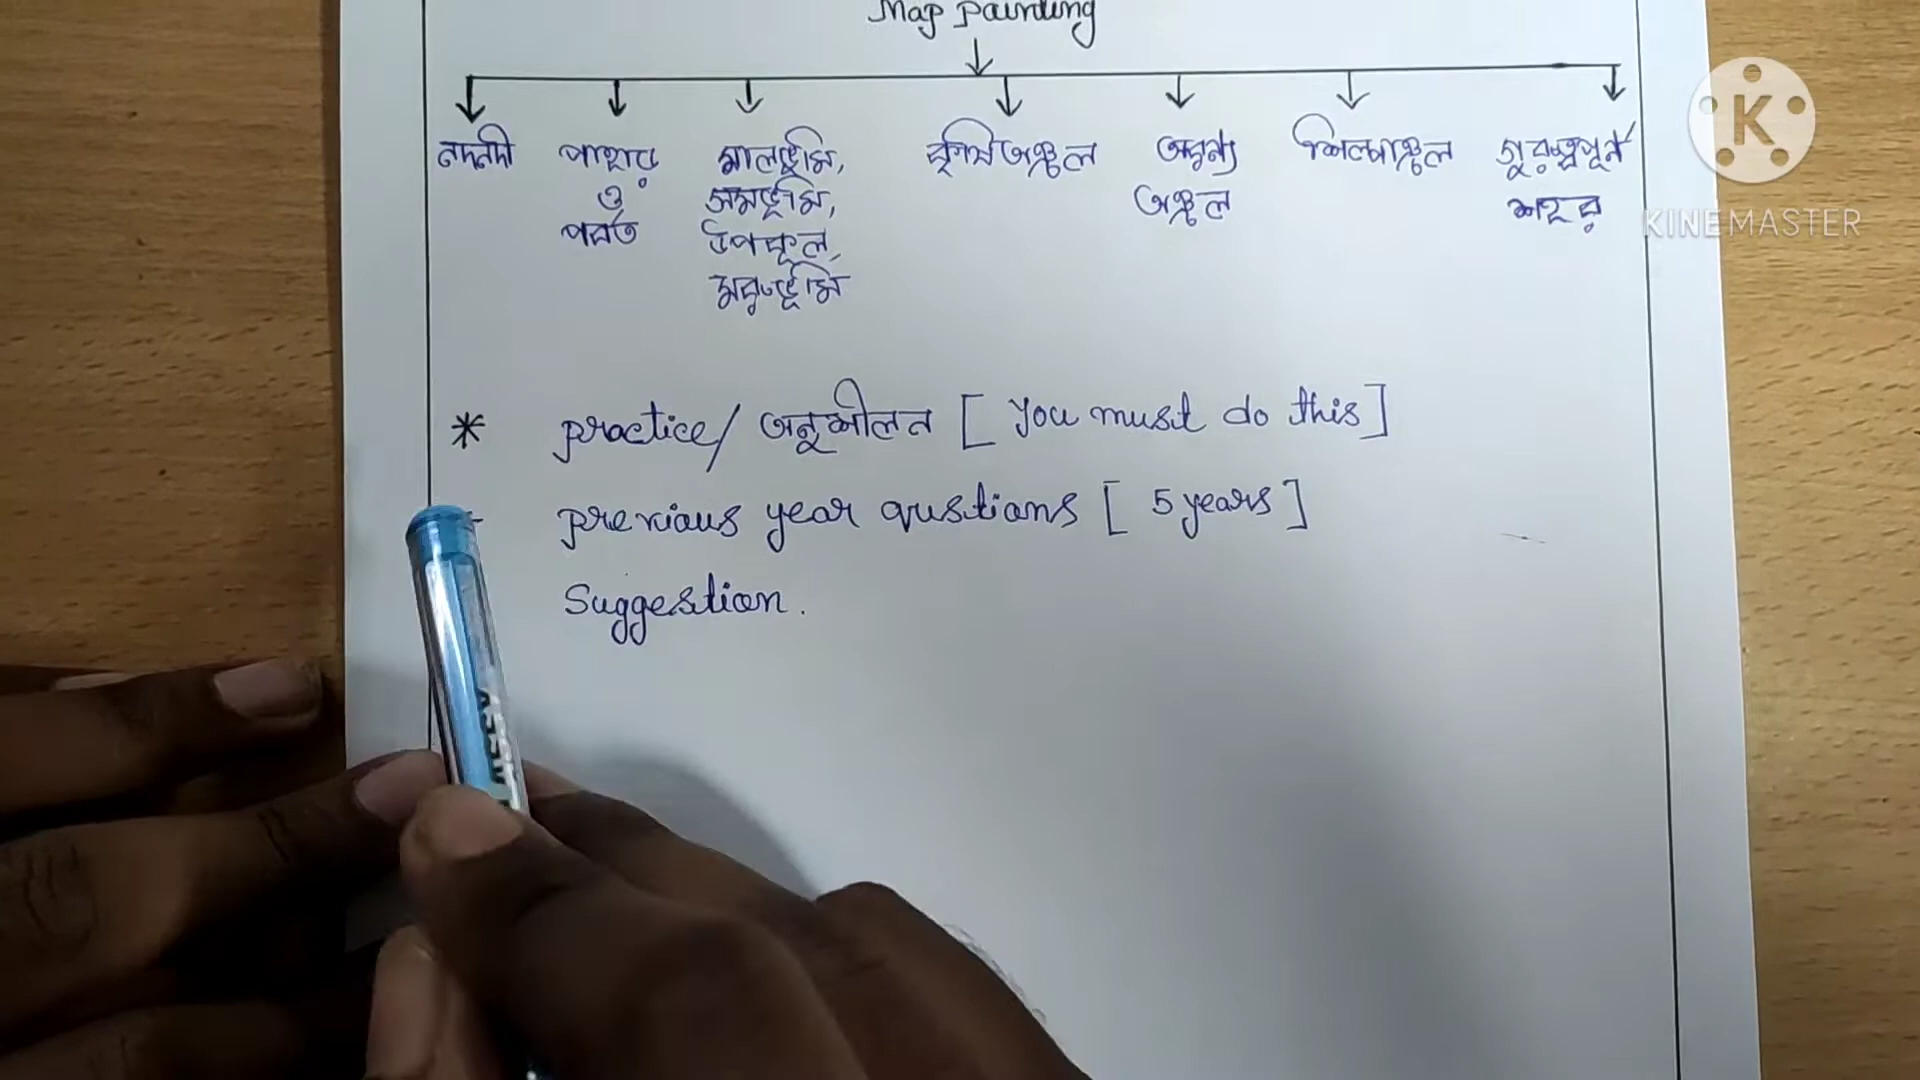 Map Painting
নদনদী
পাহাড়
ও
পর্বত
মালভূমি,
সমভূমি,
উপকূল,
মরুভূমি
কৃষিঅঞ্চল
অরণ্য
অঞ্চল
শিল্পাঞ্চল
গুরুত্বপূর্ণ
শহর
* practice/ অনুশীলন [ You must do this ]
previous year qustions [ 5 years ]
Suggestion.
K
KINEMASTER